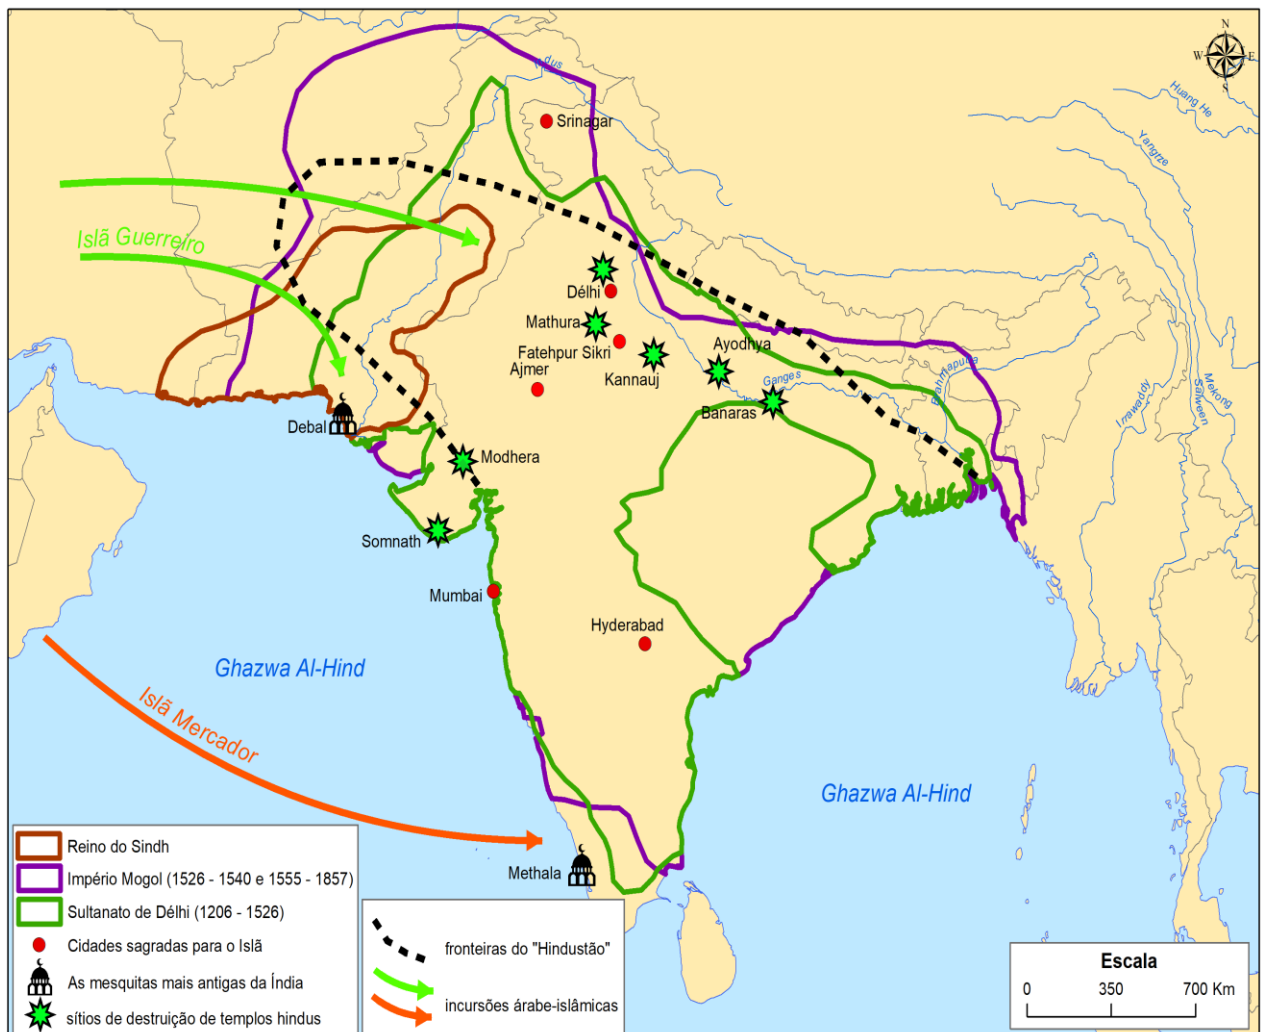 N
W E
S
Indus
Srinagar
Huang He
Yangtze
Islã Guerreiro
Délhi
Mathura
Fatehpur Sikri
Ajmer
Kannauj
Ayodhya
Ganges
Banaras
Brahmaputra
Irrawaddy
Salween
Mekong
Debal
Modhera
Somnath
Mumbai
Hyderabad
Ghazwa Al-Hind
Islã Mercador
Ghazwa Al-Hind
Methala
Reino do Sindh
Império Mogol (1526 - 1540 e 1555 - 1857)
Sultanato de Délhi (1206 - 1526)
Cidades sagradas para o Islã
As mesquitas mais antigas da Índia
sítios de destruição de templos hindus
fronteiras do "Hindustão"
incursões árabe-islâmicas
Escala
0 350 700 Km